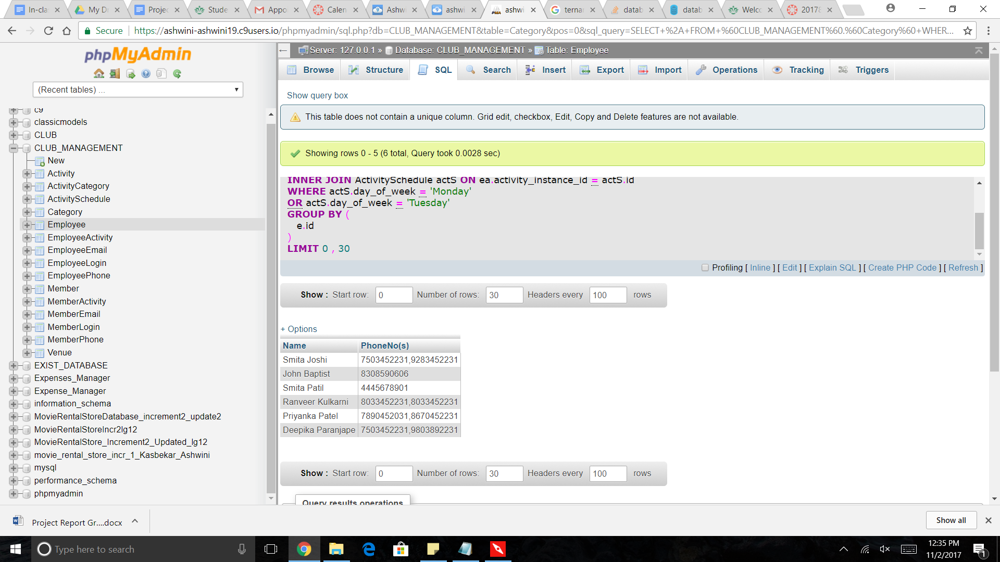 In-clas
My Dr
Projec
Stude
Appo
Calen
Ashwi
ashwi
ashwi
ternar
datab
datab
Welco
20178
Secure
https://ashwini-ashwini19.c9users.io/phpmyadmin/sql.php?db=CLUB_MANAGEMENT&table=Category&pos=0&sql_query=SELECT+%2A+FROM+%60CLUB_MANAGEMENT%60.%60Category%60+WHER...
phpMyAdmin
(Recent tables) ...
c9
classicmodels
CLUB
CLUB_MANAGEMENT
New
Activity
ActivityCategory
ActivitySchedule
Category
Employee
EmployeeActivity
EmployeeEmail
EmployeeLogin
EmployeePhone
Member
MemberActivity
MemberEmail
MemberLogin
MemberPhone
Venue
EXIST_DATABASE
Expenses_Manager
Expense_Manager
information_schema
MovieRentalStoreDatabase_increment2_update2
MovieRentalStoreIncr2lg12
MovieRentalStore_Increment2_Updated_lg12
movie_rental_store_incr_1_Kasbekar_Ashwini
mysql
performance_schema
phpmyadmin
Server: 127.0.0.1 » Database: CLUB_MANAGEMENT » Table: Employee
Browse Structure SQL Search Insert Export Import Operations Tracking Triggers
Show query box
This table does not contain a unique column. Grid edit, checkbox, Edit, Copy and Delete features are not available.
Showing rows 0 - 5 (6 total, Query took 0.0028 sec)
INNER JOIN ActivitySchedule actS ON ea.activity_instance_id = actS.id
WHERE actS.day_of_week = 'Monday'
OR actS.day_of_week = 'Tuesday'
GROUP BY (
e.id
)
LIMIT 0 , 30
Profiling [ Inline ] [ Edit ] [ Explain SQL ] [ Create PHP Code ] [ Refresh ]
Show : Start row: 0 Number of rows: 30 Headers every 100 rows
+ Options
Name PhoneNo(s)
Smita Joshi 7503452231,9283452231
John Baptist 8308590606
Smita Patil 4445678901
Ranveer Kulkarni 8033452231,8033452231
Priyanka Patel 7890452031,8670452231
Deepika Paranjape 7503452231,9803892231
Show : Start row: 0 Number of rows: 30 Headers every 100 rows
Query results operations
Project Report Gr....docx
Show all
Type here to search
12:35 PM
11/2/2017
1